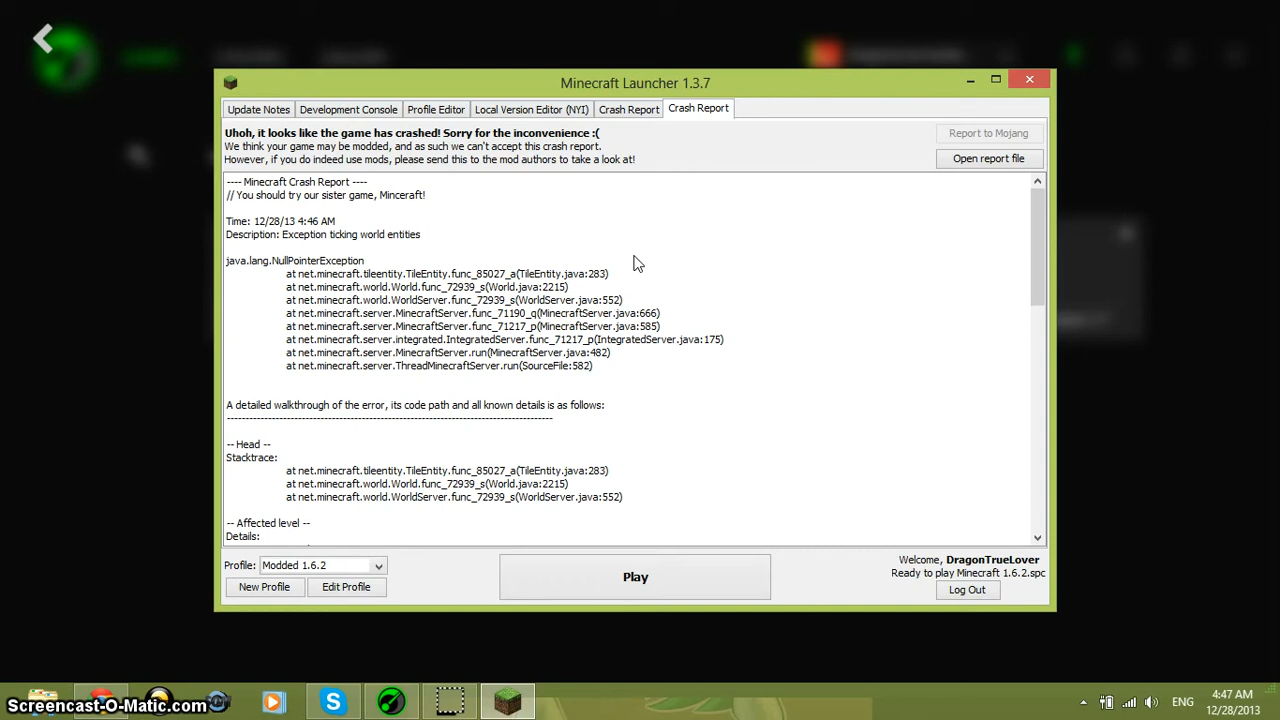 Minecraft Launcher 1.3.7
Update Notes Development Console Profile Editor Local Version Editor (NYI) Crash Report Crash Report
Uhoh, it looks like the game has crashed! Sorry for the inconvenience :(
We think your game may be modded, and as such we can't accept this crash report.
However, if you do indeed use mods, please send this to the mod authors to take a look at!
Report to Mojang
Open report file
---- Minecraft Crash Report ----
// You should try our sister game, Minceraft!
Time: 12/28/13 4:46 AM
Description: Exception ticking world entities
java.lang.NullPointerException
at net.minecraft.tileentity.TileEntity.func_85027_a(TileEntity.java:283)
at net.minecraft.world.World.func_72939_s(World.java:2215)
at net.minecraft.world.WorldServer.func_72939_s(WorldServer.java:552)
at net.minecraft.server.MinecraftServer.func_71190_q(MinecraftServer.java:666)
at net.minecraft.server.MinecraftServer.func_71217_p(MinecraftServer.java:585)
at net.minecraft.server.integrated.IntegratedServer.func_71217_p(IntegratedServer.java:175)
at net.minecraft.server.MinecraftServer.run(MinecraftServer.java:482)
at net.minecraft.server.ThreadMinecraftServer.run(SourceFile:582)
A detailed walkthrough of the error, its code path and all known details is as follows:
---------------------------------------------------------------------------------------
-- Head --
Stacktrace:
at net.minecraft.tileentity.TileEntity.func_85027_a(TileEntity.java:283)
at net.minecraft.world.World.func_72939_s(World.java:2215)
at net.minecraft.world.WorldServer.func_72939_s(WorldServer.java:552)
-- Affected level --
Details:
Profile: Modded 1.6.2
New Profile Edit Profile
Play
Welcome, DragonTrueLover
Ready to play Minecraft 1.6.2.spc
Log Out
Screencast-O-Matic.com
ENG
4:47 AM
12/28/2013